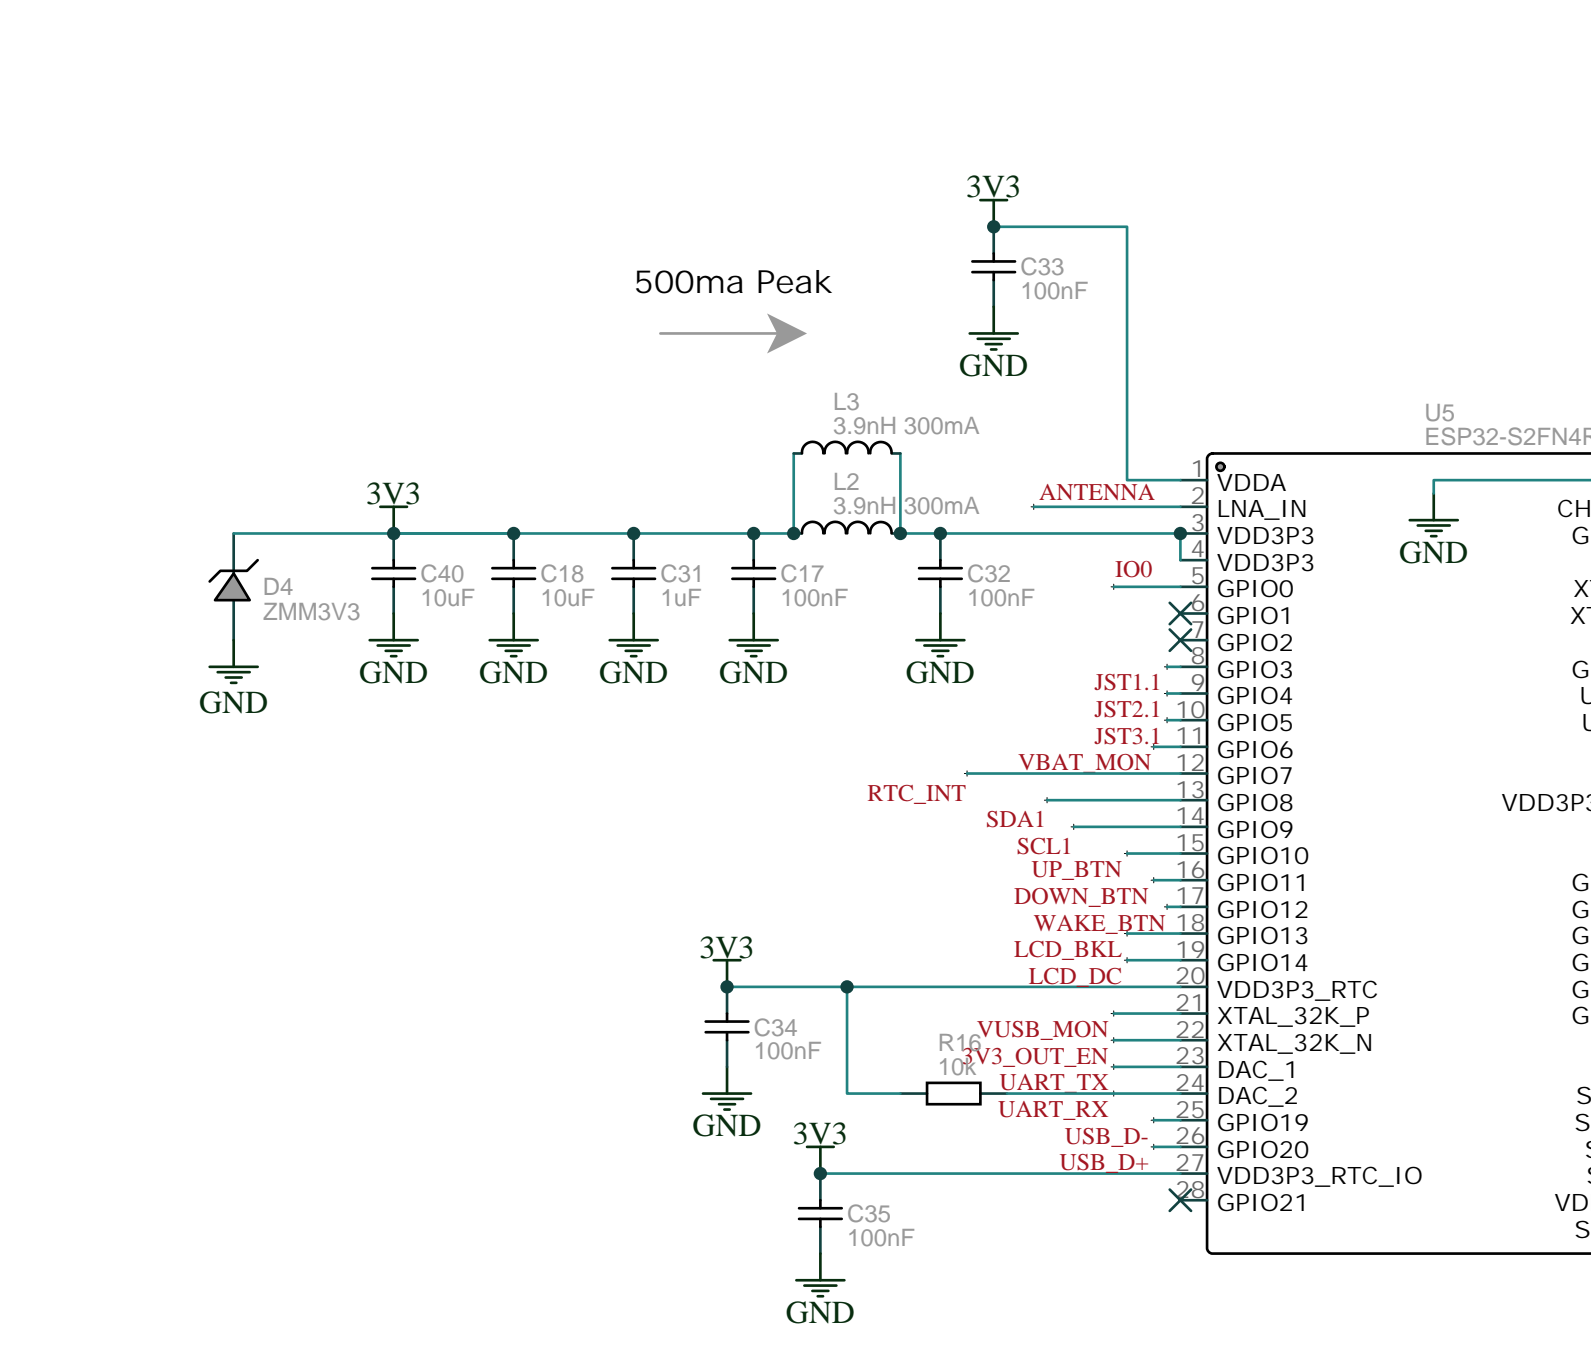 3V3
C33
100nF
GND
500ma Peak
L3
3.9nH 300mA
L2
3.9nH 300mA
3V3
D4
ZMM3V3
GND
C40
10uF
GND
C18
10uF
GND
C31
1uF
GND
C17
100nF
GND
C32
100nF
GND
U5
ESP32-S2FN4R
GND
1 VDDA
ANTENNA 2 LNA_IN
3 VDD3P3
4 VDD3P3
IO0 5 GPIO0
6 GPIO1
7 GPIO2
8 GPIO3
JST1.1 9 GPIO4
JST2.1 10 GPIO5
JST3.1 11 GPIO6
VBAT_MON 12 GPIO7
RTC_INT 13 GPIO8
SDA1 14 GPIO9
SCL1 15 GPIO10
UP_BTN 16 GPIO11
DOWN_BTN 17 GPIO12
WAKE_BTN 18 GPIO13
LCD_BKL 19 GPIO14
LCD_DC 20 VDD3P3_RTC
21 XTAL_32K_P
VUSB_MON 22 XTAL_32K_N
3V3_OUT_EN 23 DAC_1
UART_TX 24 DAC_2
UART_RX 25 GPIO19
USB_D- 26 GPIO20
USB_D+ 27 VDD3P3_RTC_IO
28 GPIO21
3V3
C34
100nF
GND
R16
10k
3V3
C35
100nF
GND
CH
G
XT
G
U
VDD3P3
G
G
G
G
G
G
S
S
S
VD
S